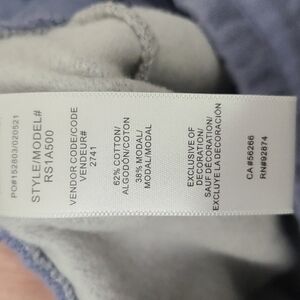 PO#152803/020521
STYLE/MODEL#
RS1A500
VENDOR CODE/CODE
VENDEUR#
2741
62% COTTON/
ALGODON/COTON
38% MODAL/
MODAL/MODAL
EXCLUSIVE OF
DECORATION/
SAUF DÉCORATION/
EXCLUYE LA DECORACIÓN
CA #56266
RN#92874